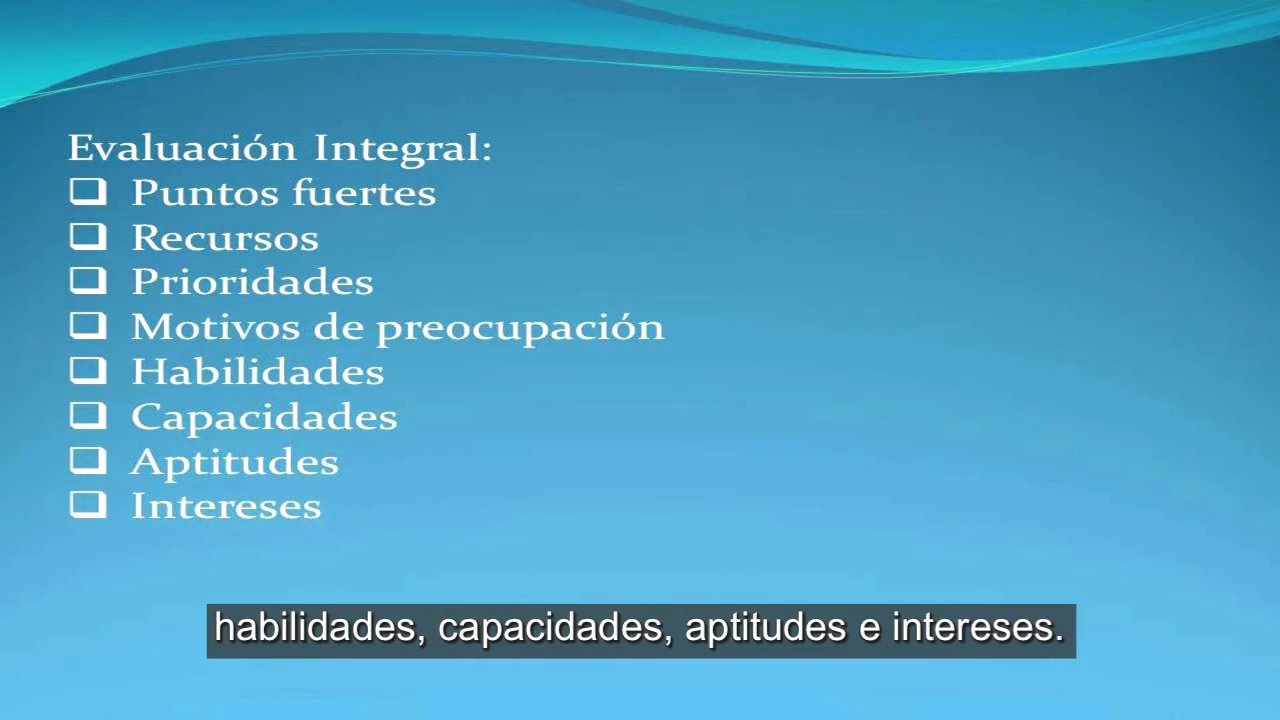 Evaluación Integral:
❑ Puntos fuertes
❑ Recursos
❑ Prioridades
❑ Motivos de preocupación
❑ Habilidades
❑ Capacidades
❑ Aptitudes
❑ Intereses
habilidades, capacidades, aptitudes e intereses.